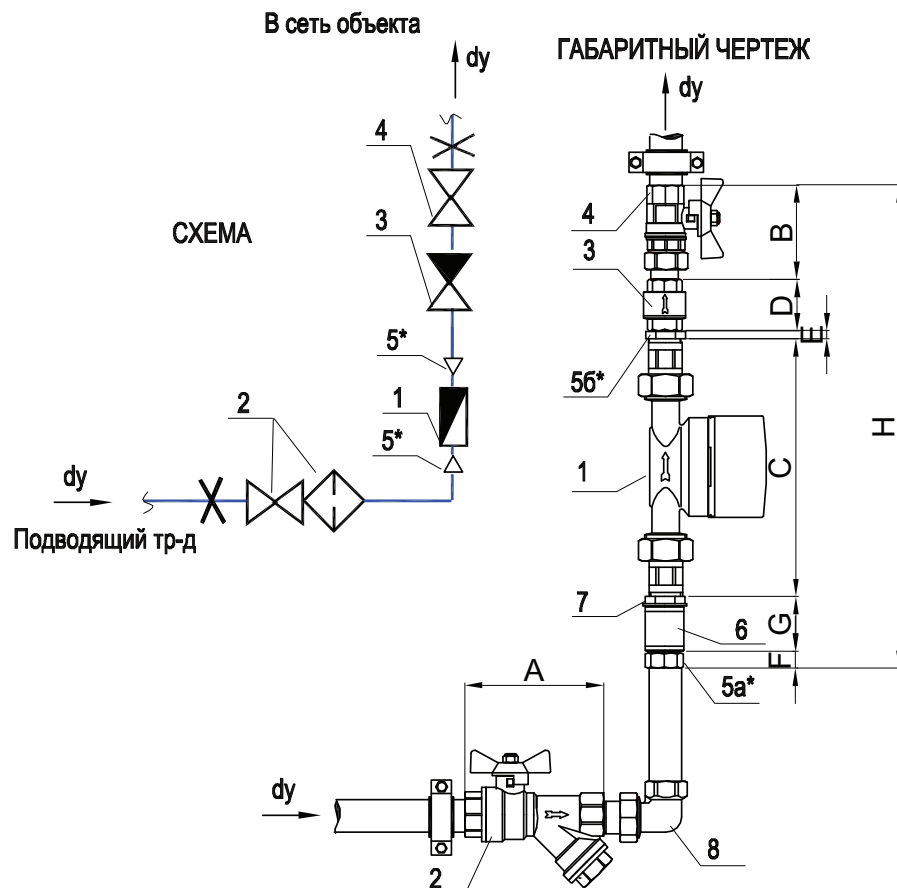 В сеть объекта
dy
ГАБАРИТНЫЙ ЧЕРТЕЖ
dy
4
4
СХЕМА
3
3
B
D
E
5*
5б*
1
2
5*
1
C
H
dy
Подводящий тр-д
7
6
G
F
5а*
A
dy
8
2